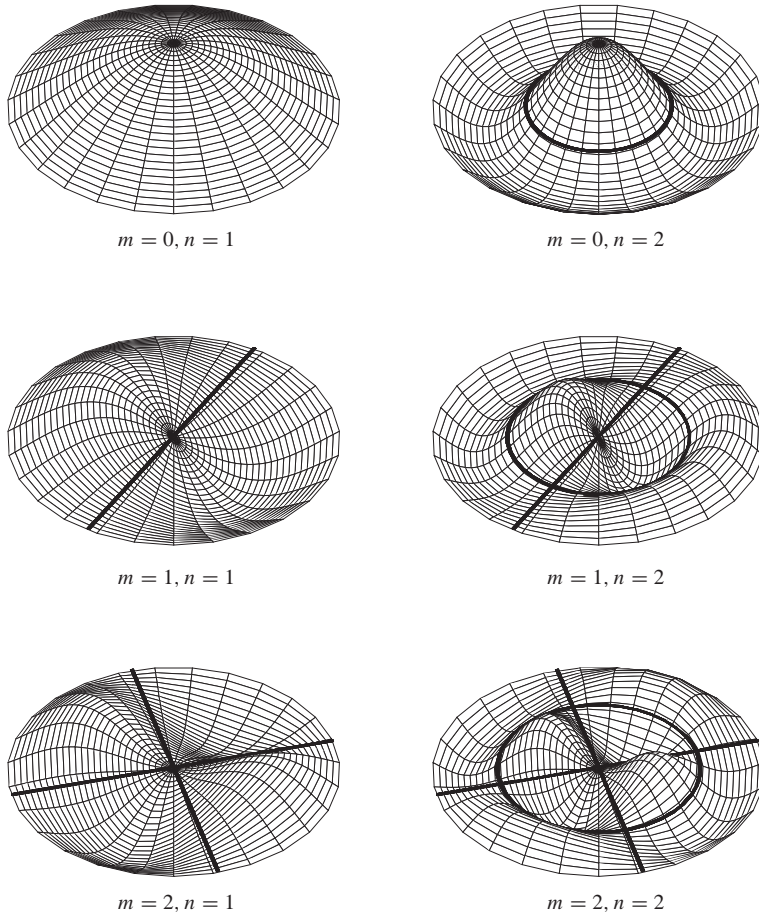 m = 0, n = 1
m = 0, n = 2
m = 1, n = 1
m = 1, n = 2
m = 2, n = 1
m = 2, n = 2